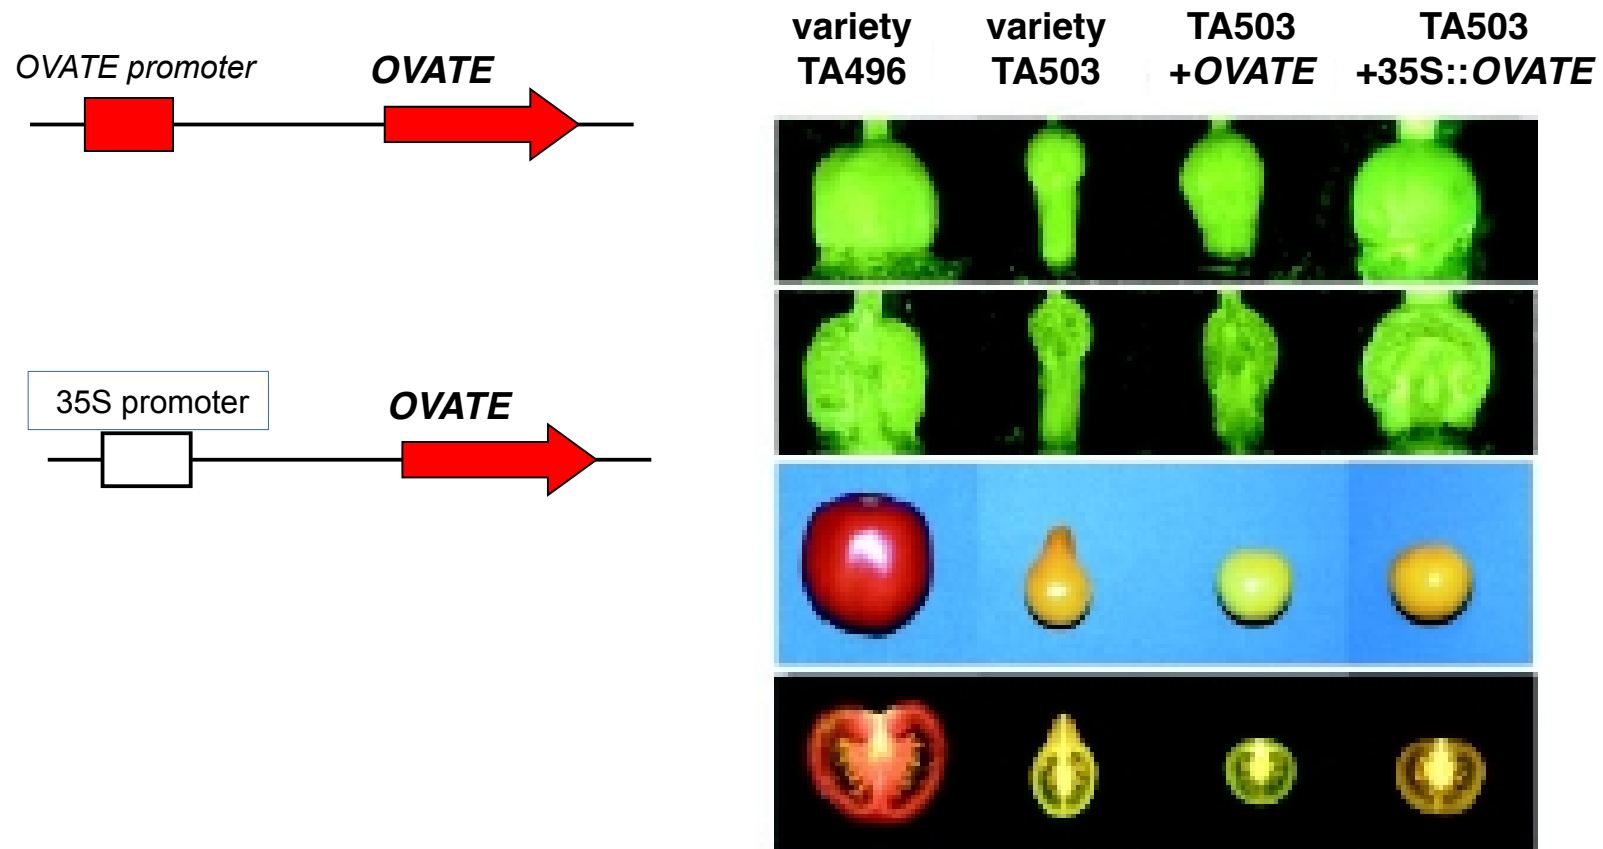 OVATE promoter
OVATE
35S promoter
OVATE
variety
TA496
variety
TA503
TA503
+OVATE
TA503
+35S::OVATE